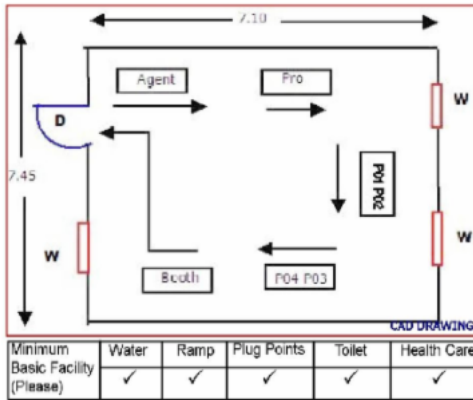 7.10
Agent
Pro
D
W
7.45
P01 P02
W
W
Booth
P04 P03
CAD DRAWING
Minimum Basic Facility (Please)
Water
Ramp
Plug Points
Toilet
Health Care
✓ ✓ ✓ ✓ ✓